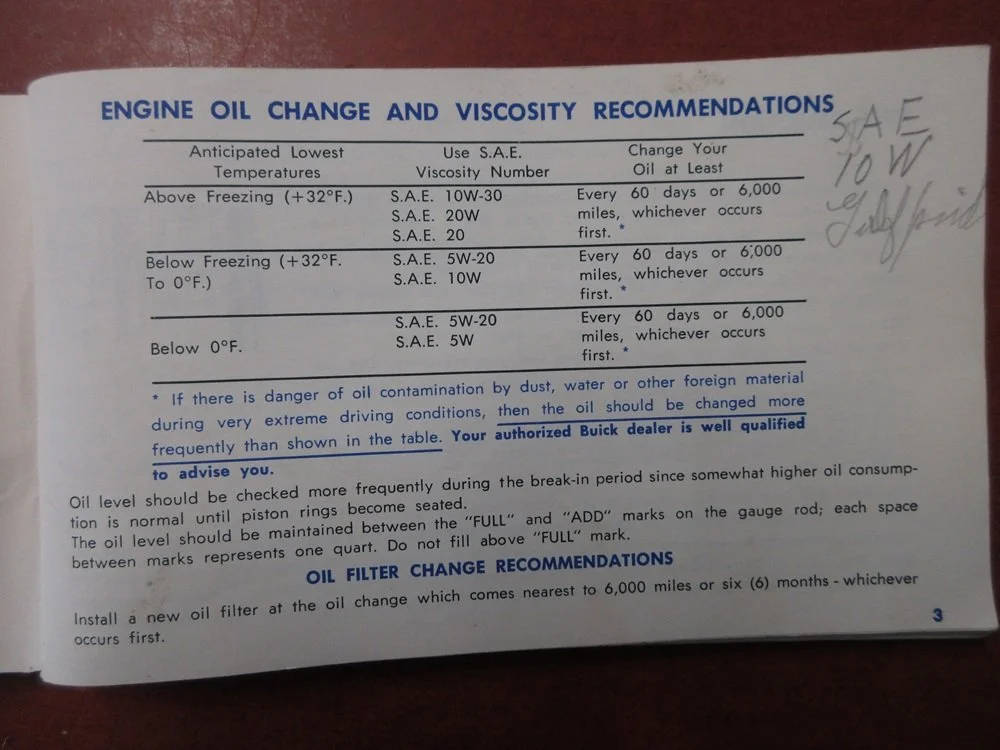 ENGINE OIL CHANGE AND VISCOSITY RECOMMENDATIONS
Anticipated Lowest Temperatures
Use S.A.E. Viscosity Number
Change Your Oil at Least
Above Freezing (+32°F.)
S.A.E. 10W-30
S.A.E. 20W
S.A.E. 20
Every 60 days or 6,000
miles, whichever occurs
first. *
Below Freezing (+32°F.
To 0°F.)
S.A.E. 5W-20
S.A.E. 10W
Every 60 days or 6,000
miles, whichever occurs
first. *
Below 0°F.
S.A.E. 5W-20
S.A.E. 5W
Every 60 days or 6,000
miles, whichever occurs
first. *
* If there is danger of oil contamination by dust, water or other foreign material
during very extreme driving conditions, then the oil should be changed more
frequently than shown in the table. Your authorized Buick dealer is well qualified
to advise you.
Oil level should be checked more frequently during the break-in period since somewhat higher oil consump-
tion is normal until piston rings become seated.
The oil level should be maintained between the "FULL" and "ADD" marks on the gauge rod; each space
between marks represents one quart. Do not fill above "FULL" mark.
OIL FILTER CHANGE RECOMMENDATIONS
Install a new oil filter at the oil change which comes nearest to 6,000 miles or six (6) months - whichever
occurs first.
3
SAE
10W